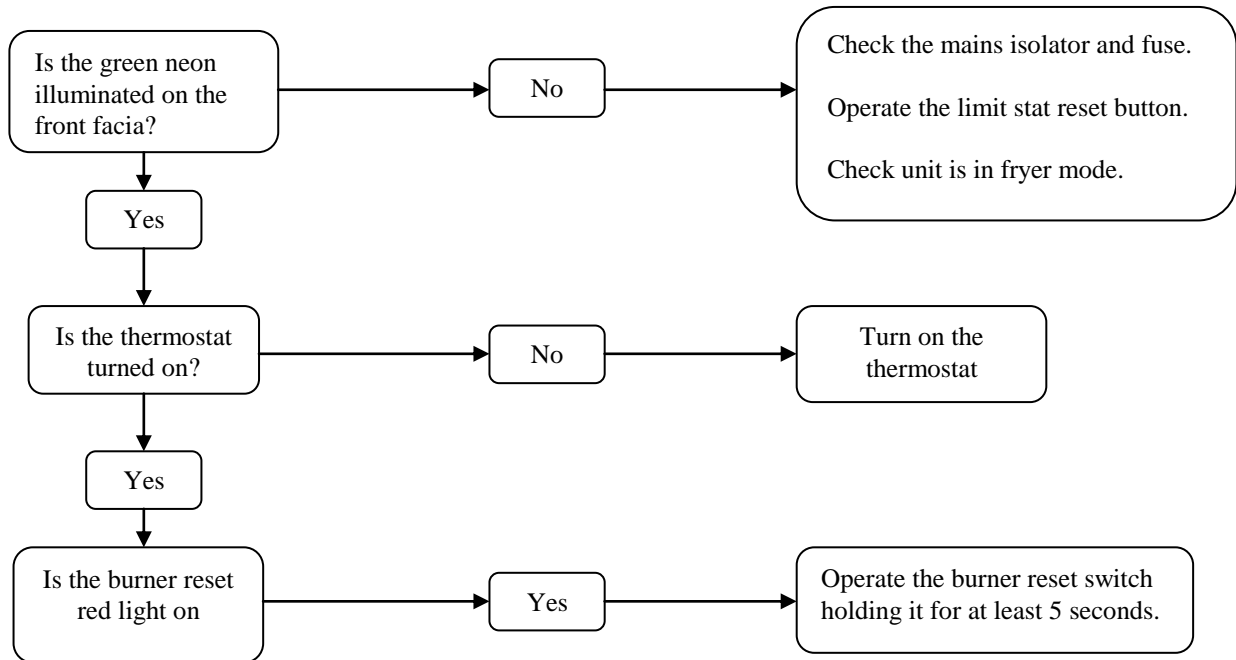 Is the green neon
illuminated on the
front facia?
No
Check the mains isolator and fuse.
Operate the limit stat reset button.
Check unit is in fryer mode.
Yes
Is the thermostat
turned on?
No
Turn on the
thermostat
Yes
Is the burner reset
red light on
Yes
Operate the burner reset switch
holding it for at least 5 seconds.